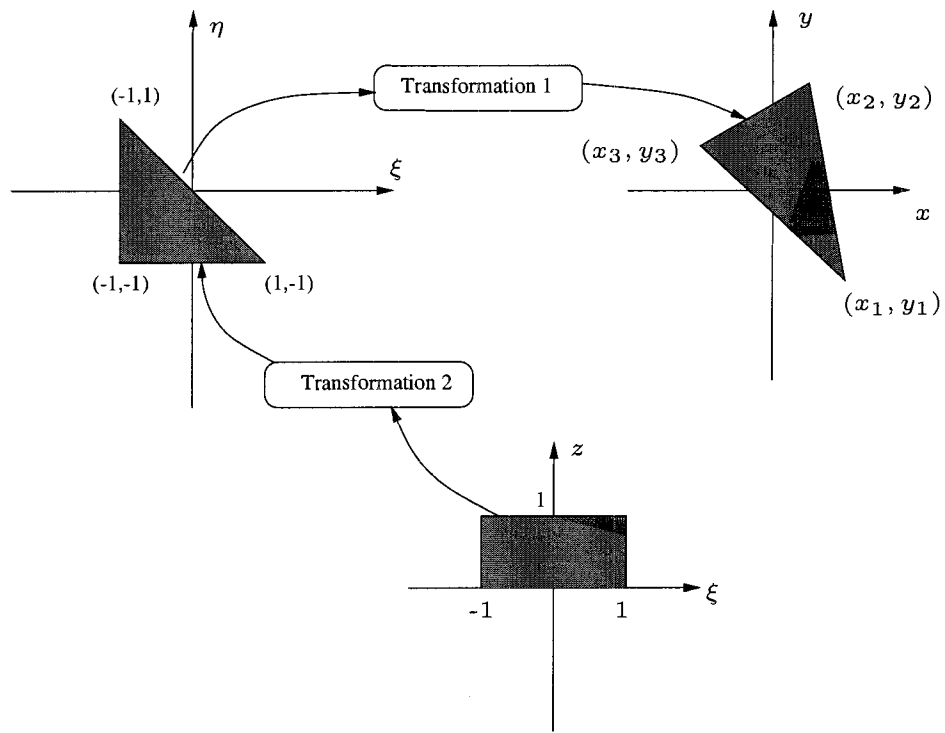 η
y
Transformation 1
(-1,1)
(x₂, y₂)
(x₃, y₃)
ξ
x
(-1,-1)
(1,-1)
(x₁, y₁)
Transformation 2
z
1
ξ
-1
1